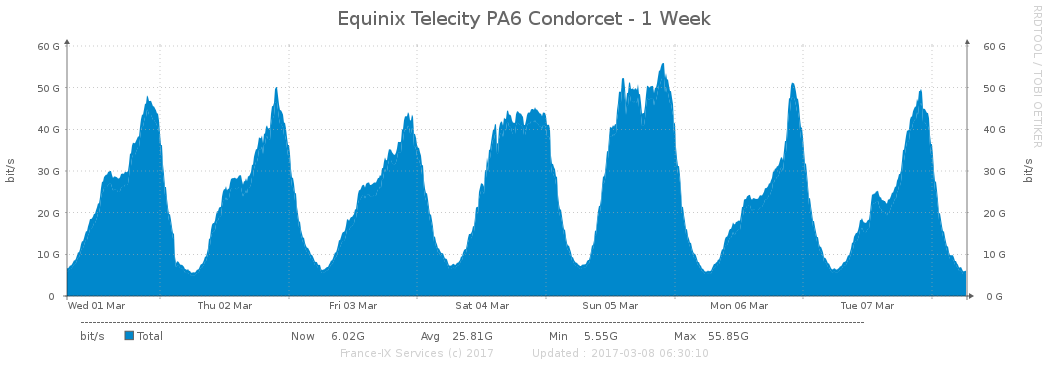 Equinix Telecity PA6 Condorcet - 1 Week
RRDTOOL / TOBI OETIKER
60 G 60 G
50 G 50 G
40 G 40 G
30 G 30 G
20 G 20 G
10 G 10 G
0 0 G
bit/s bit/s
Wed 01 Mar Thu 02 Mar Fri 03 Mar Sat 04 Mar Sun 05 Mar Mon 06 Mar Tue 07 Mar
bit/s Total Now 6.02G Avg 25.81G Min 5.55G Max 55.85G
France-IX Services (c) 2017 Updated : 2017-03-08 06:30:10